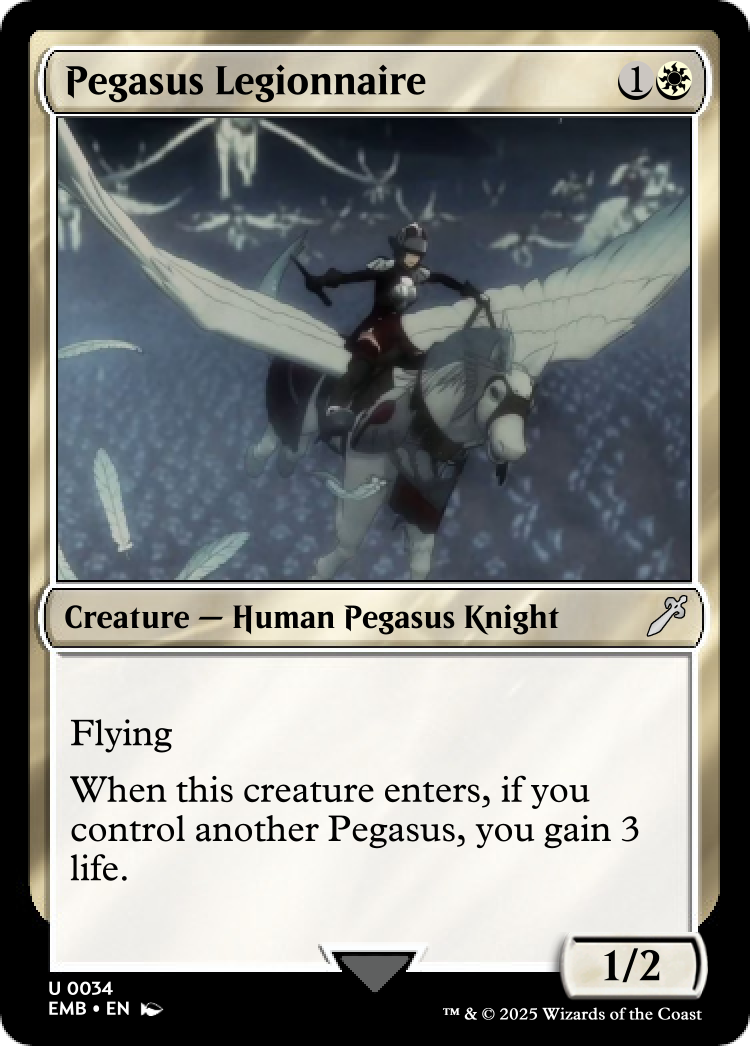 Pegasus Legionnaire
1
Creature — Human Pegasus Knight
Flying
When this creature enters, if you
control another Pegasus, you gain 3
life.
1/2
U 0034
EMB • EN
™ & © 2025 Wizards of the Coast